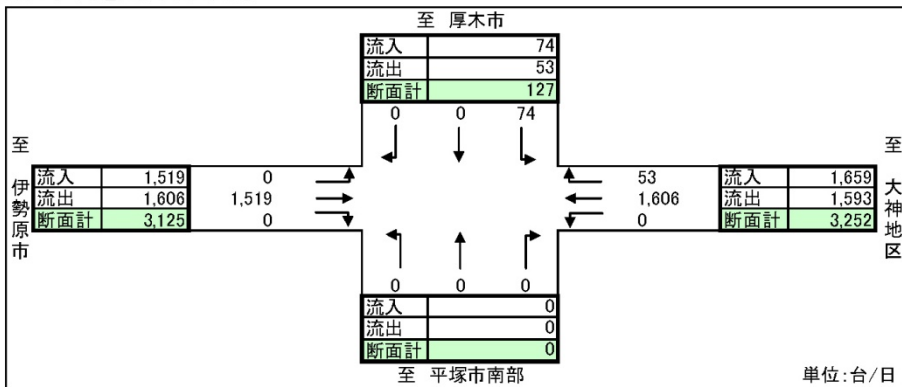 至 厚木市
流入 74
流出 53
断面計 127
0 0 74
至 伊勢原市
流入 1,519
流出 1,606
断面計 3,125
0
1,519
0
53
1,606
0
至 大神地区
流入 1,659
流出 1,593
断面計 3,252
0 0 0
流入 0
流出 0
断面計 0
至 平塚市南部
単位:台/日